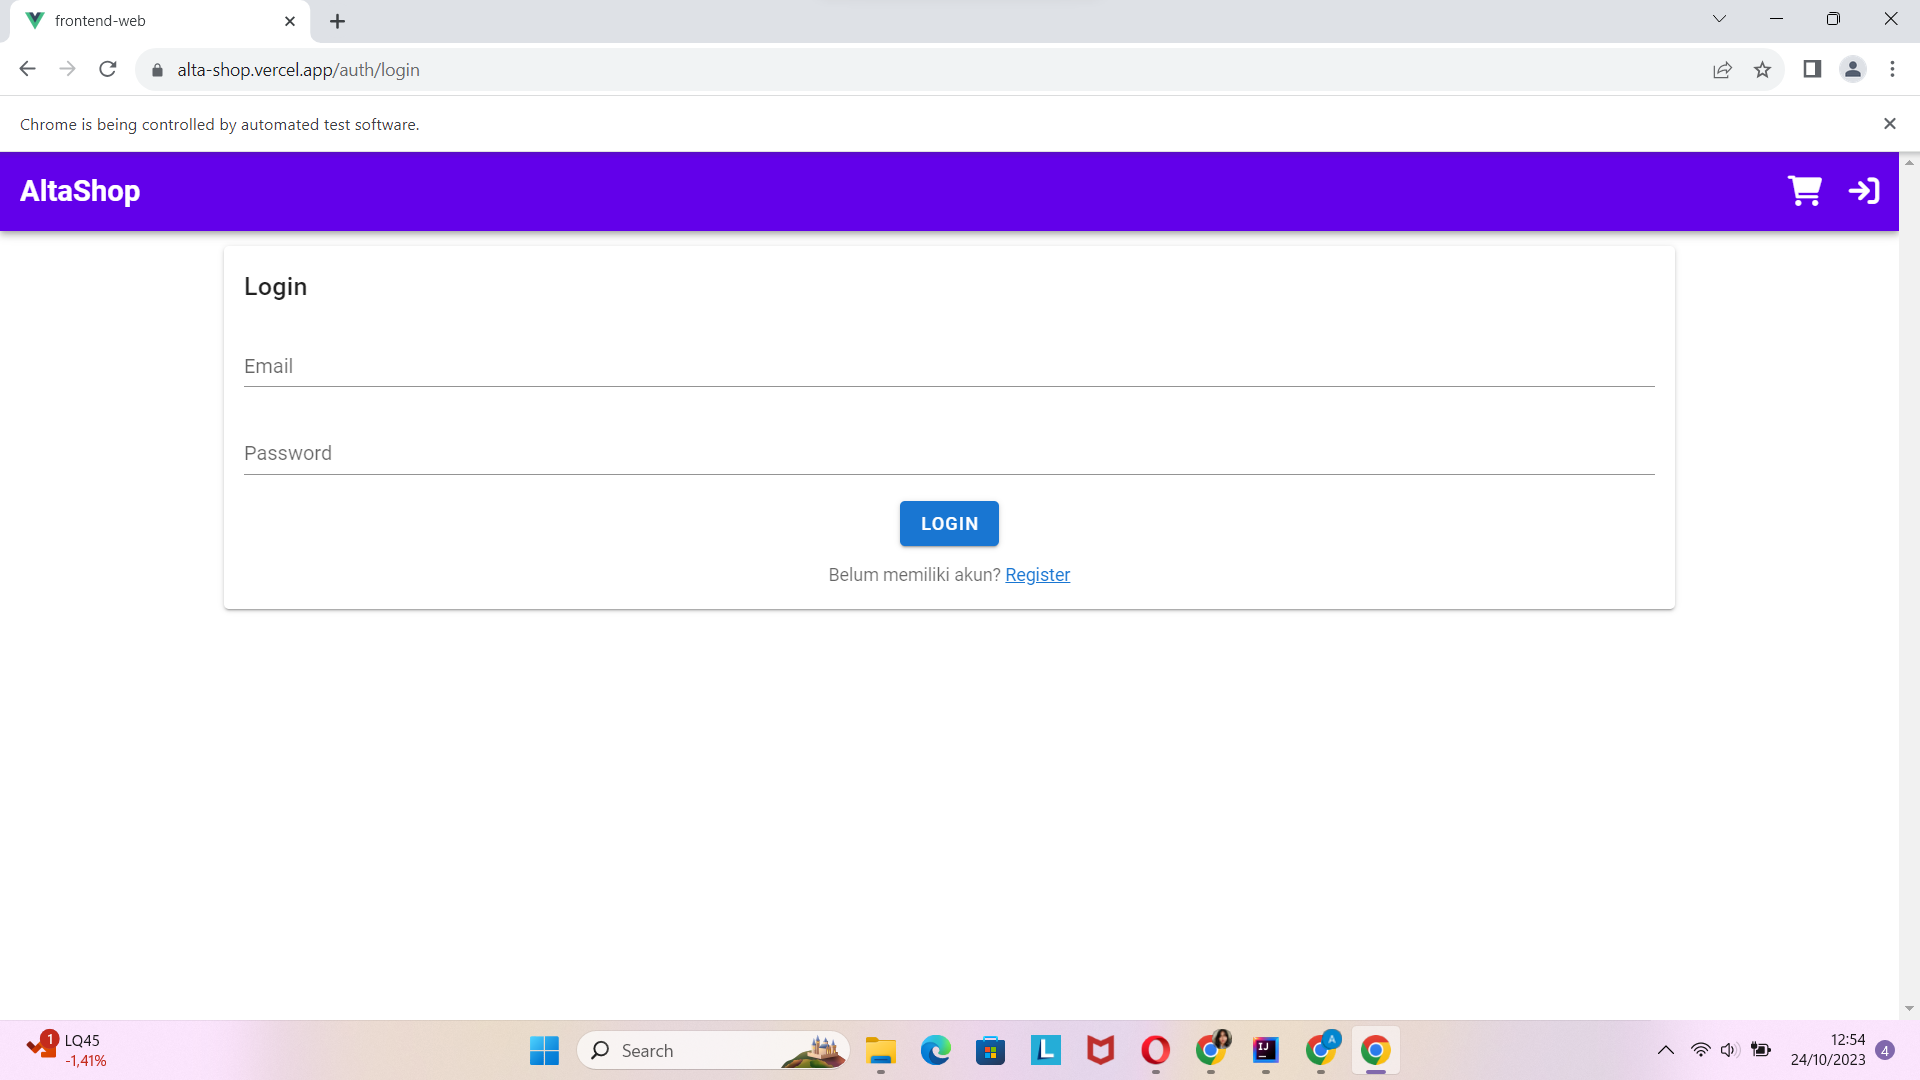 frontend-web
alta-shop.vercel.app/auth/login
Chrome is being controlled by automated test software.
AltaShop
Login
Email
Password
LOGIN
Belum memiliki akun? Register
1
LQ45
-1,41%
Search
L
IJ
A
12:54
24/10/2023
4